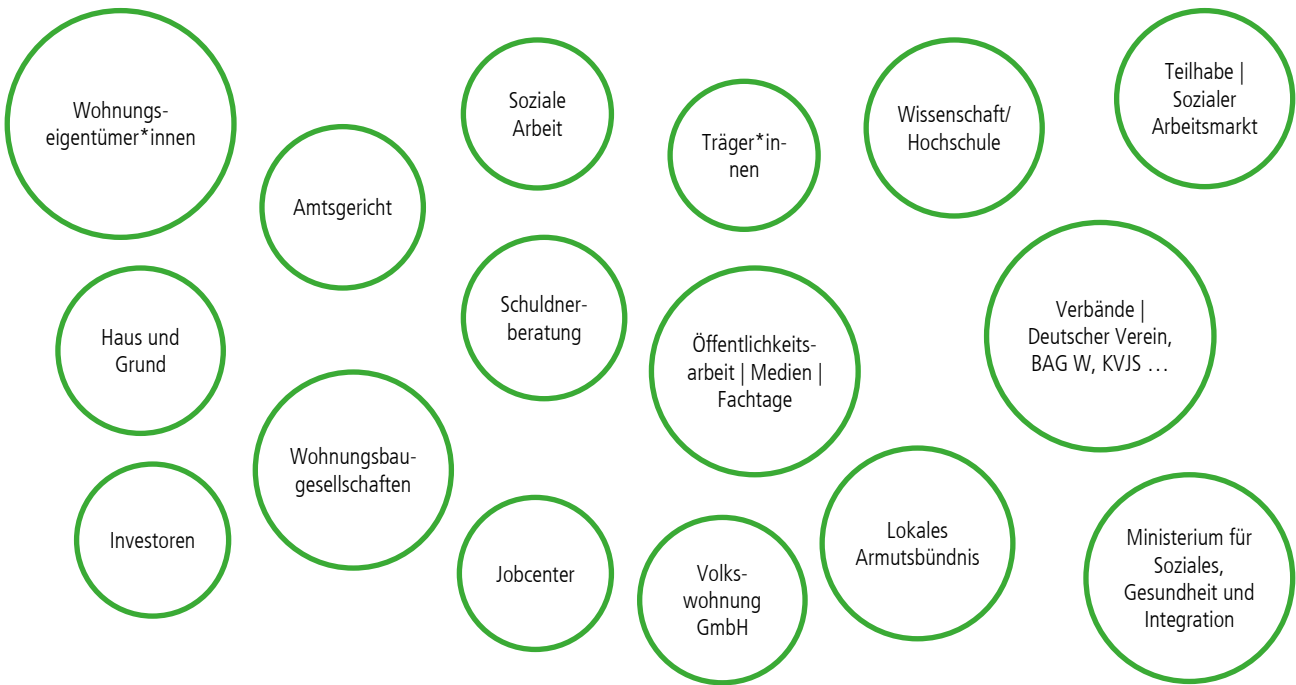 Wohnungs-
eigentümer*innen
Amtsgericht
Soziale
Arbeit
Träger*in-
nen
Wissenschaft/
Hochschule
Teilhabe |
Sozialer
Arbeitsmarkt
Haus und
Grund
Schuldner-
beratung
Öffentlichkeits-
arbeit | Medien |
Fachtage
Verbände |
Deutscher Verein,
BAG W, KVJS …
Wohnungsbau-
gesellschaften
Investoren
Jobcenter
Volks-
wohnung
GmbH
Lokales
Armutsbündnis
Ministerium für
Soziales,
Gesundheit und
Integration